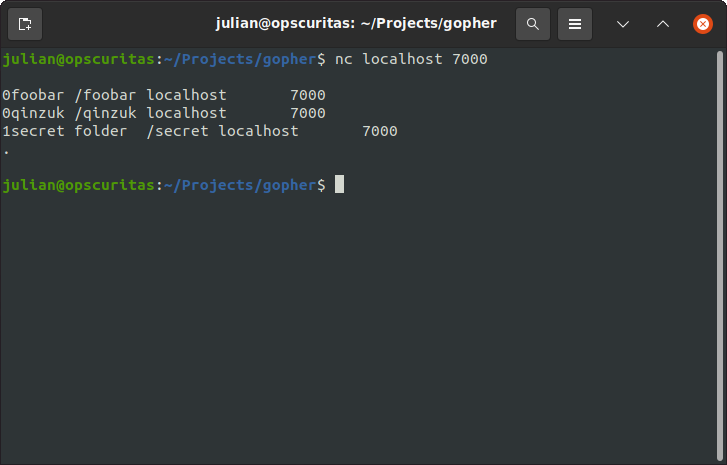 julian@opscuritas: ~/Projects/gopher
julian@opscuritas:~/Projects/gopher$ nc localhost 7000
0foobar /foobar localhost       7000
0qinzuk /qinzuk localhost       7000
1secret folder  /secret localhost       7000
.
julian@opscuritas:~/Projects/gopher$